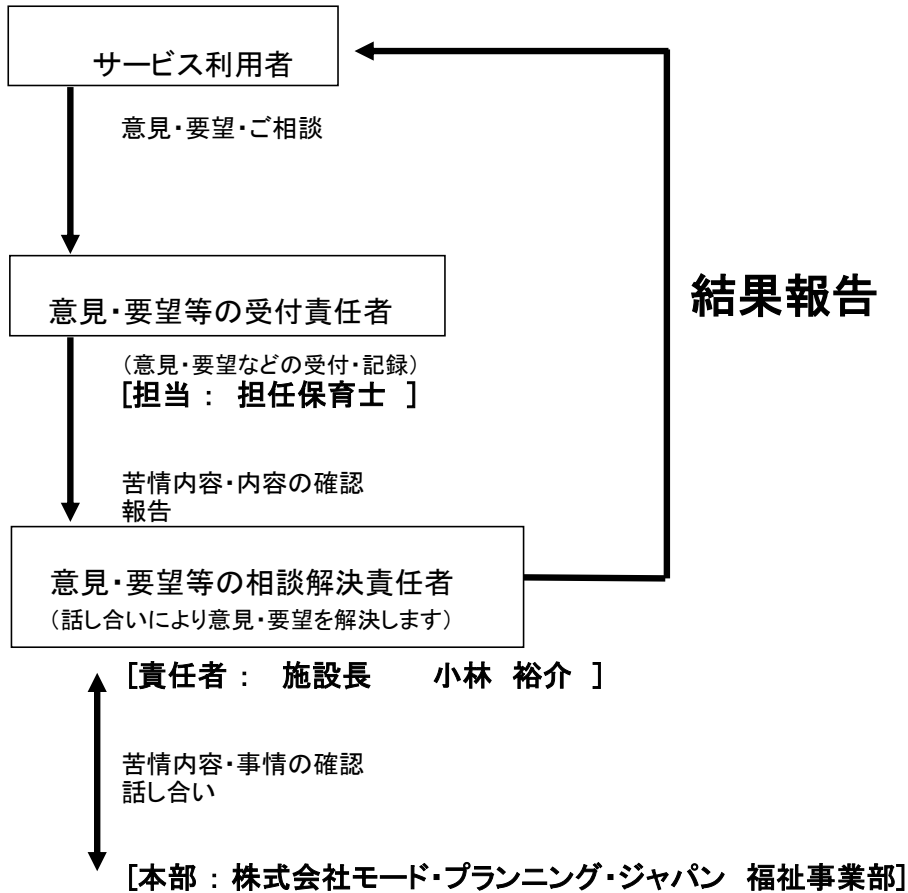 サービス利用者
意見・要望・ご相談
意見・要望等の受付責任者
（意見・要望などの受付・記録）
［担当 ： 担任保育士 ］
結果報告
苦情内容・内容の確認
報告
意見・要望等の相談解決責任者
（話し合いにより意見・要望を解決します）
［責任者 ： 施設長　　小林 裕介 ］
苦情内容・事情の確認
話し合い
［本部 ： 株式会社モード・プランニング・ジャパン 福祉事業部］